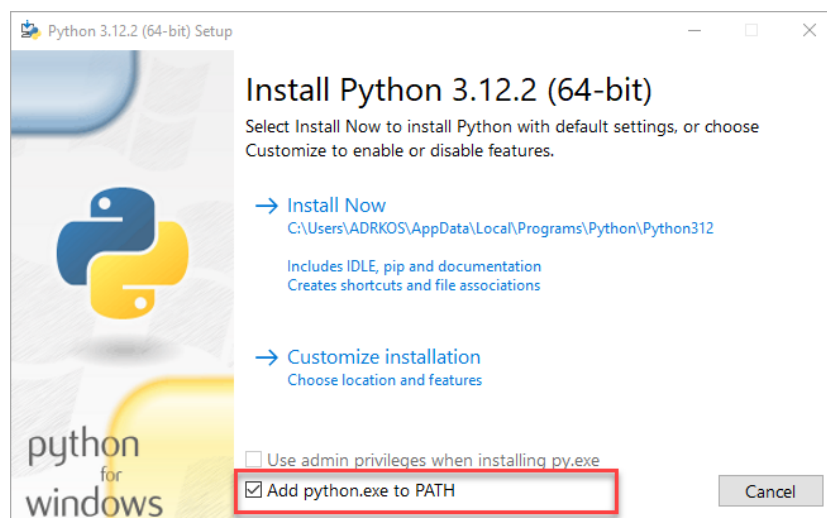 Python 3.12.2 (64-bit) Setup
Install Python 3.12.2 (64-bit)
Select Install Now to install Python with default settings, or choose
Customize to enable or disable features.
Install Now
C:\Users\ADRKOS\AppData\Local\Programs\Python\Python312
Includes IDLE, pip and documentation
Creates shortcuts and file associations
Customize installation
Choose location and features
python
for
windows
Use admin privileges when installing py.exe
Add python.exe to PATH
Cancel